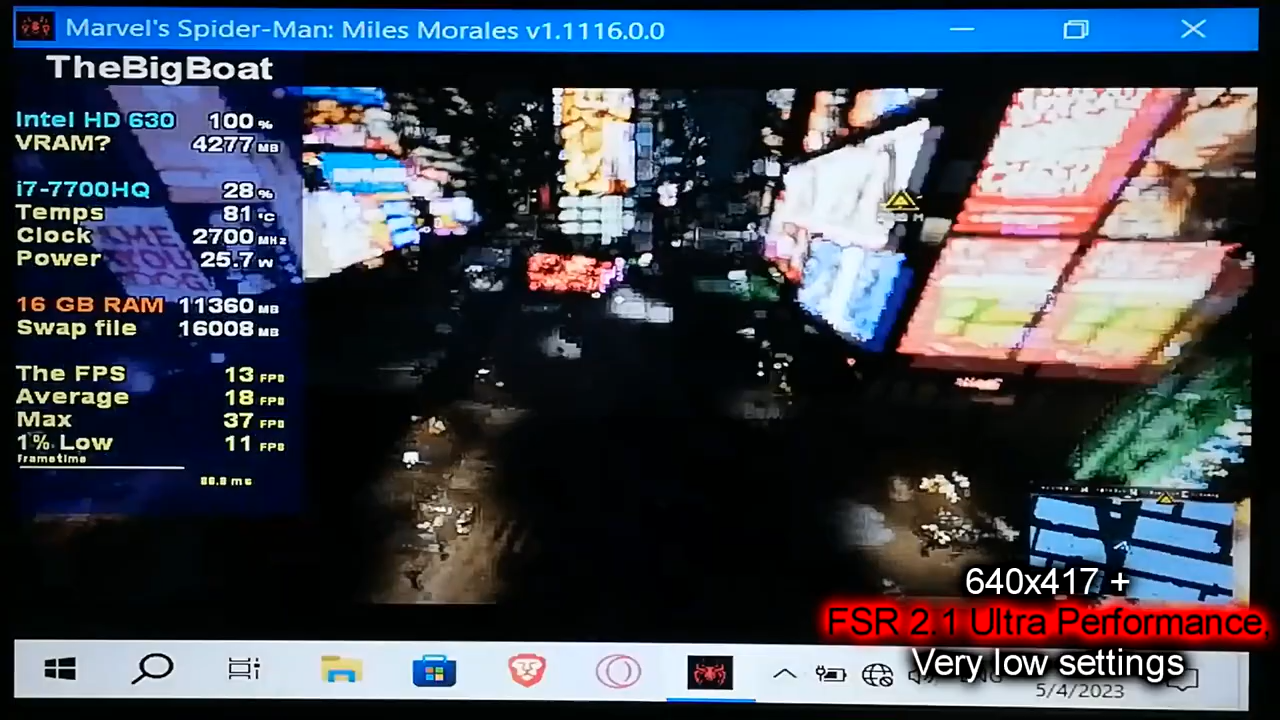 Marvel's Spider-Man: Miles Morales v1.1116.0.0
TheBigBoat
Intel HD 630 100 %
VRAM? 4277 MB
i7-7700HQ 28 %
Temps 81 °C
Clock 2700 MHz
Power 25.7 W
16 GB RAM 11360 MB
Swap file 16008 MB
The FPS 13 FPS
Average 18 FPS
Max 37 FPS
1% Low 11 FPS
Frametime
640x417 +
FSR 2.1 Ultra Performance,
Very low settings
5/4/2023